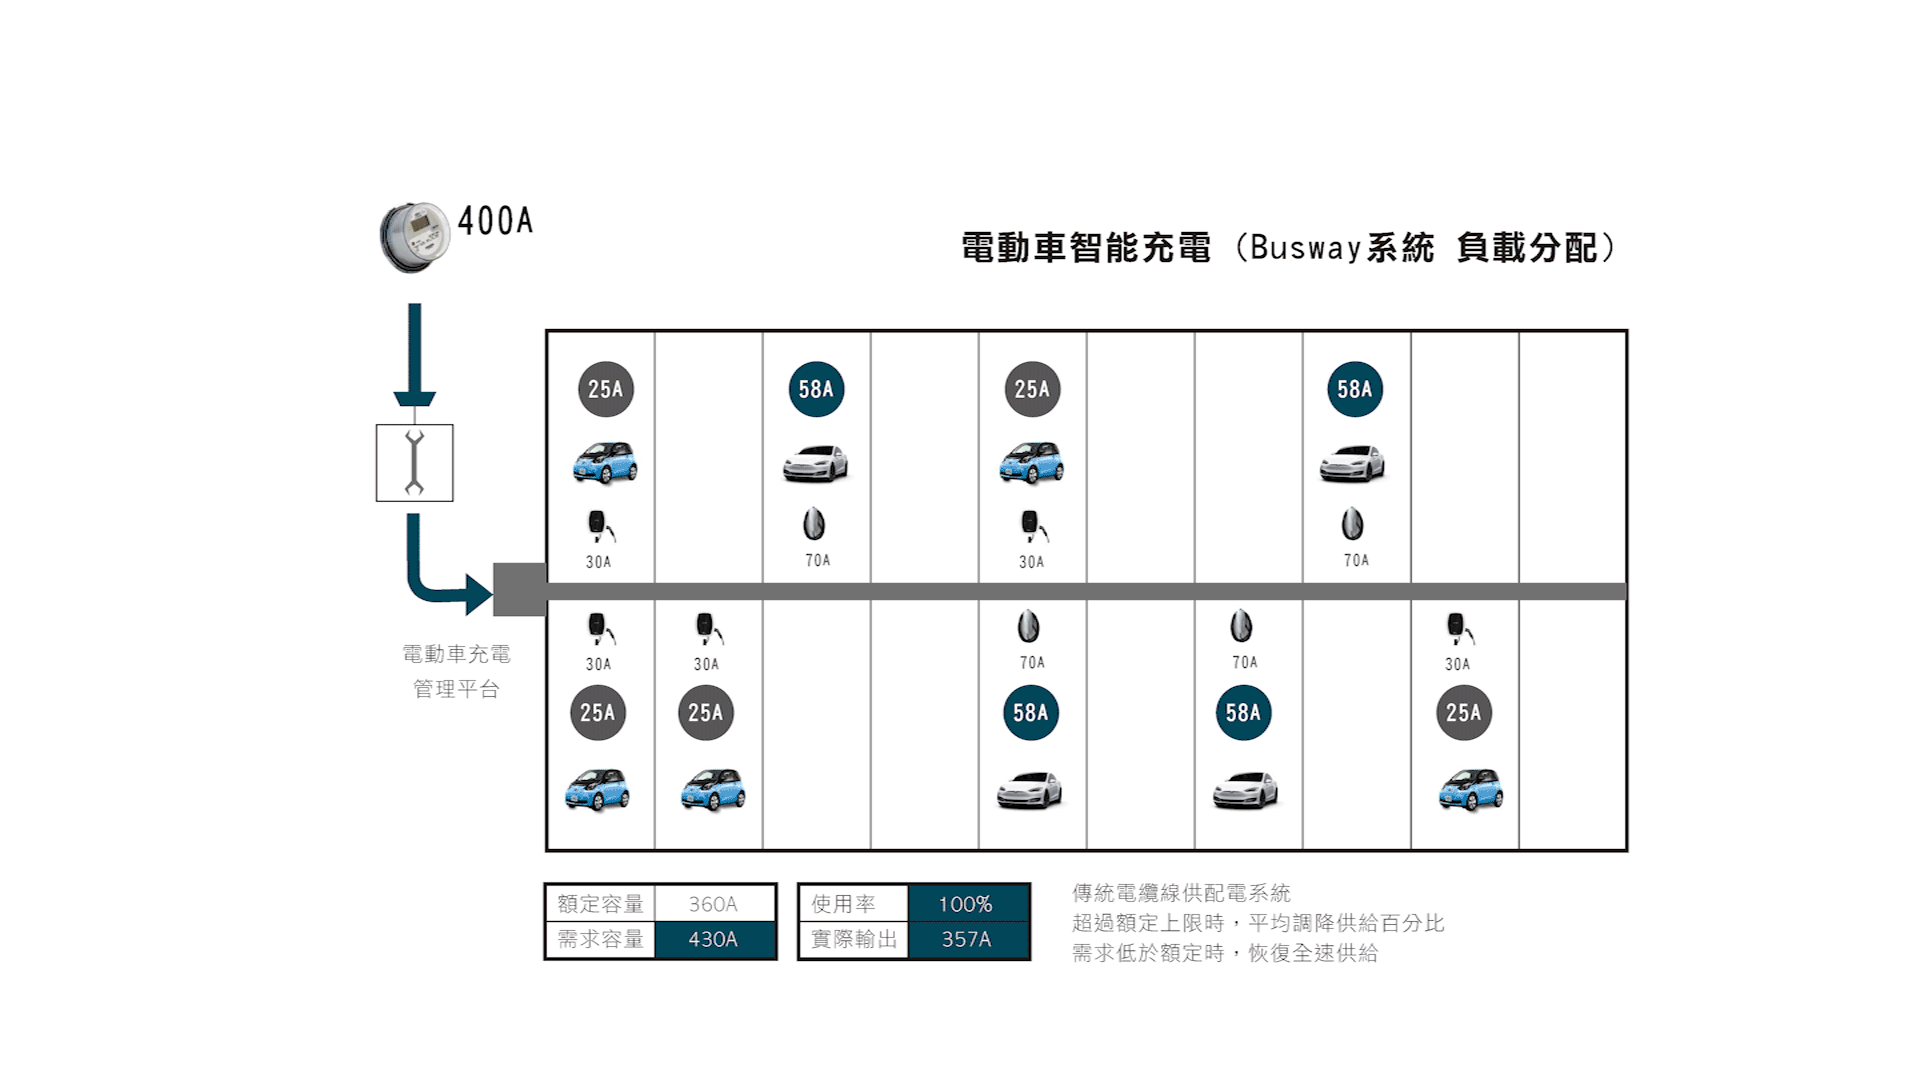 400A
電動車智能充電（Busway系統 負載分配）
25A
58A
25A
58A
30A
70A
30A
70A
電動車充電
管理平台
30A
30A
70A
70A
30A
25A
25A
58A
58A
25A
額定容量 360A
需求容量 430A
使用率 100%
實際輸出 357A
傳統電纜線供配電系統
超過額定上限時，平均調降供給百分比
需求低於額定時，恢復全速供給